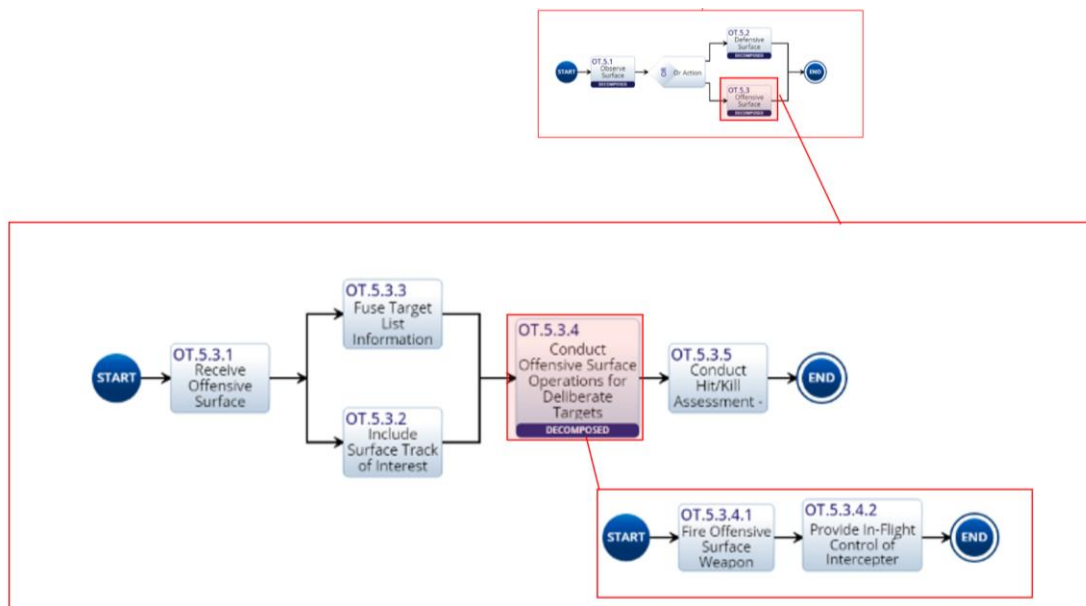 OT.5.2
Defensive
Surface
DECOMPOSED
START
OT.5.1
Observe
Surface
DECOMPOSED
OR
Or Action
END
OT.5.3
Offensive
Surface
DECOMPOSED
OT.5.3.3
Fuse Target
List
Information
START
OT.5.3.1
Receive
Offensive
Surface
OT.5.3.2
Include
Surface Track
of Interest
OT.5.3.4
Conduct
Offensive Surface
Operations for
Deliberate
Targets
DECOMPOSED
OT.5.3.5
Conduct
Hit/Kill
Assessment -
END
START
OT.5.3.4.1
Fire Offensive
Surface
Weapon
OT.5.3.4.2
Provide In-Flight
Control of
Intercepter
END